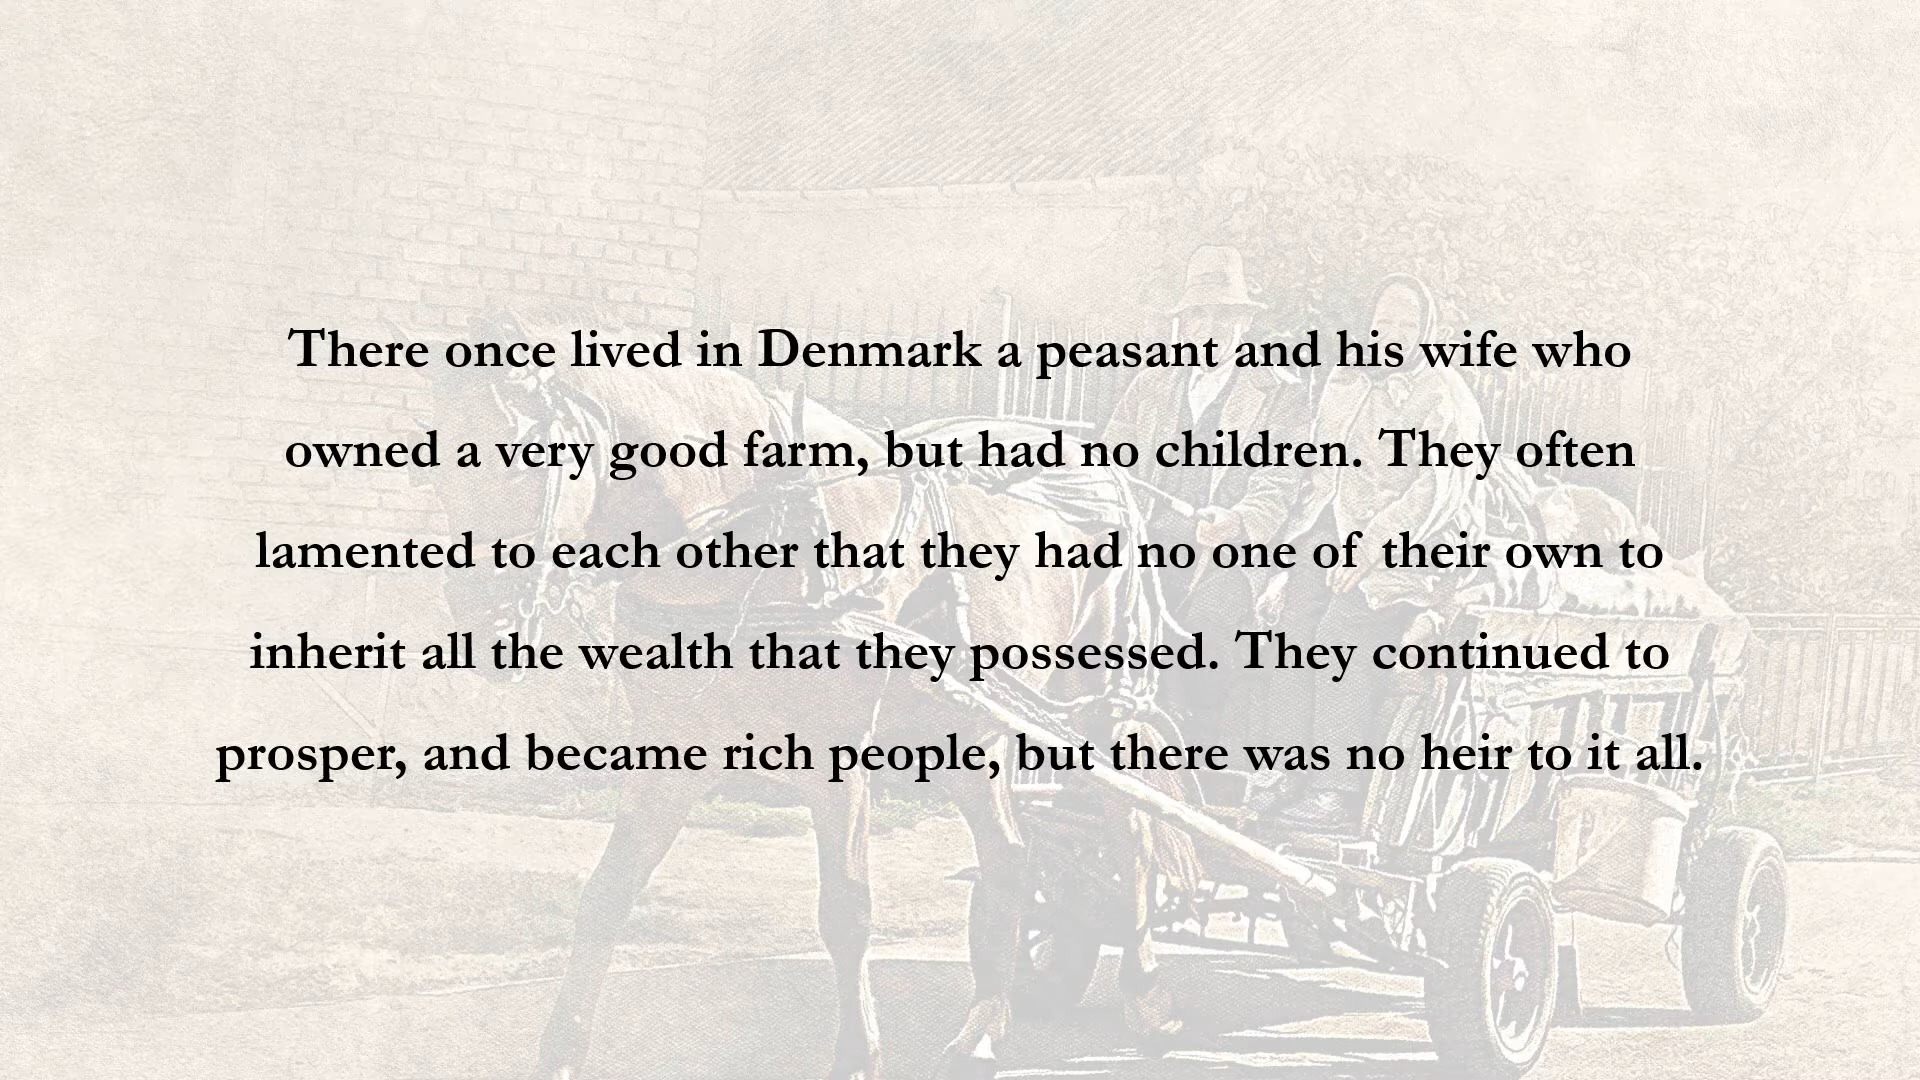 There once lived in Denmark a peasant and his wife who
owned a very good farm, but had no children. They often
lamented to each other that they had no one of their own to
inherit all the wealth that they possessed. They continued to
prosper, and became rich people, but there was no heir to it all.